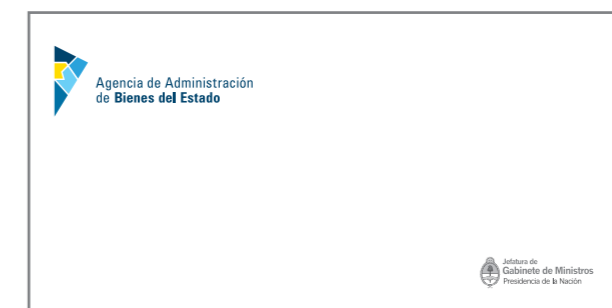 Agencia de Administración
de Bienes del Estado
Jefatura de
Gabinete de Ministros
Presidencia de la Nación